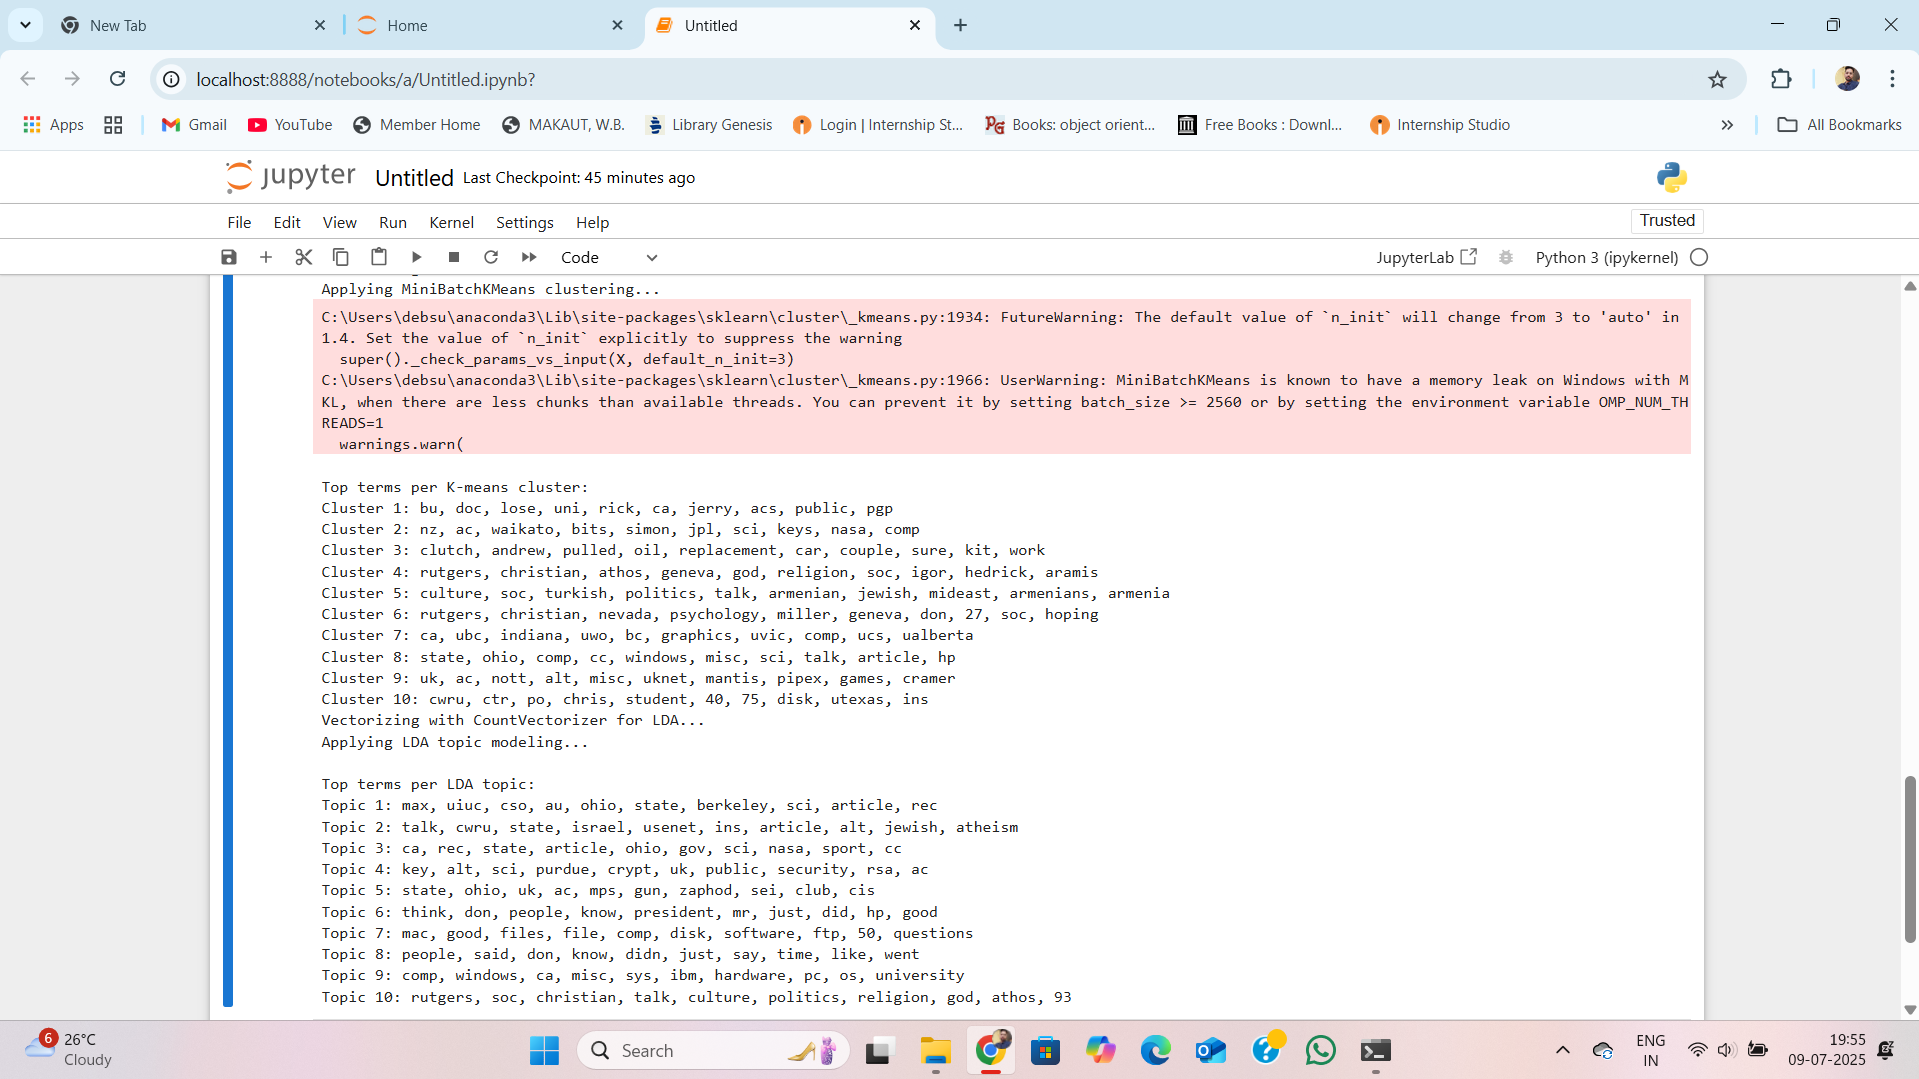 New Tab
Home
Untitled
localhost:8888/notebooks/a/Untitled.ipynb?
Apps
Gmail
YouTube
Member Home
MAKAUT, W.B.
Library Genesis
Login | Internship St...
Books: object orient...
Free Books : Downl...
Internship Studio
All Bookmarks
jupyter Untitled Last Checkpoint: 45 minutes ago
File Edit View Run Kernel Settings Help
Trusted
Code
JupyterLab
Python 3 (ipykernel)
Applying MiniBatchKMeans clustering...
C:\Users\debsu\anaconda3\Lib\site-packages\sklearn\cluster\_kmeans.py:1934: FutureWarning: The default value of `n_init` will change from 3 to 'auto' in
1.4. Set the value of `n_init` explicitly to suppress the warning
super()._check_params_vs_input(X, default_n_init=3)
C:\Users\debsu\anaconda3\Lib\site-packages\sklearn\cluster\_kmeans.py:1966: UserWarning: MiniBatchKMeans is known to have a memory leak on Windows with M
KL, when there are less chunks than available threads. You can prevent it by setting batch_size >= 2560 or by setting the environment variable OMP_NUM_TH
READS=1
warnings.warn(
Top terms per K-means cluster:
Cluster 1: bu, doc, lose, uni, rick, ca, jerry, acs, public, pgp
Cluster 2: nz, ac, waikato, bits, simon, jpl, sci, keys, nasa, comp
Cluster 3: clutch, andrew, pulled, oil, replacement, car, couple, sure, kit, work
Cluster 4: rutgers, christian, athos, geneva, god, religion, soc, igor, hedrick, aramis
Cluster 5: culture, soc, turkish, politics, talk, armenian, jewish, mideast, armenians, armenia
Cluster 6: rutgers, christian, nevada, psychology, miller, geneva, don, 27, soc, hoping
Cluster 7: ca, ubc, indiana, uwo, bc, graphics, uvic, comp, ucs, ualberta
Cluster 8: state, ohio, comp, cc, windows, misc, sci, talk, article, hp
Cluster 9: uk, ac, nott, alt, misc, uknet, mantis, pipex, games, cramer
Cluster 10: cwru, ctr, po, chris, student, 40, 75, disk, utexas, ins
Vectorizing with CountVectorizer for LDA...
Applying LDA topic modeling...
Top terms per LDA topic:
Topic 1: max, uiuc, cso, au, ohio, state, berkeley, sci, article, rec
Topic 2: talk, cwru, state, israel, usenet, ins, article, alt, jewish, atheism
Topic 3: ca, rec, state, article, ohio, gov, sci, nasa, sport, cc
Topic 4: key, alt, sci, purdue, crypt, uk, public, security, rsa, ac
Topic 5: state, ohio, uk, ac, mps, gun, zaphod, sei, club, cis
Topic 6: think, don, people, know, president, mr, just, did, hp, good
Topic 7: mac, good, files, file, comp, disk, software, ftp, 50, questions
Topic 8: people, said, don, know, didn, just, say, time, like, went
Topic 9: comp, windows, ca, misc, sys, ibm, hardware, pc, os, university
Topic 10: rutgers, soc, christian, talk, culture, politics, religion, god, athos, 93
6
26°C
Cloudy
Search
ENG
IN
19:55
09-07-2025